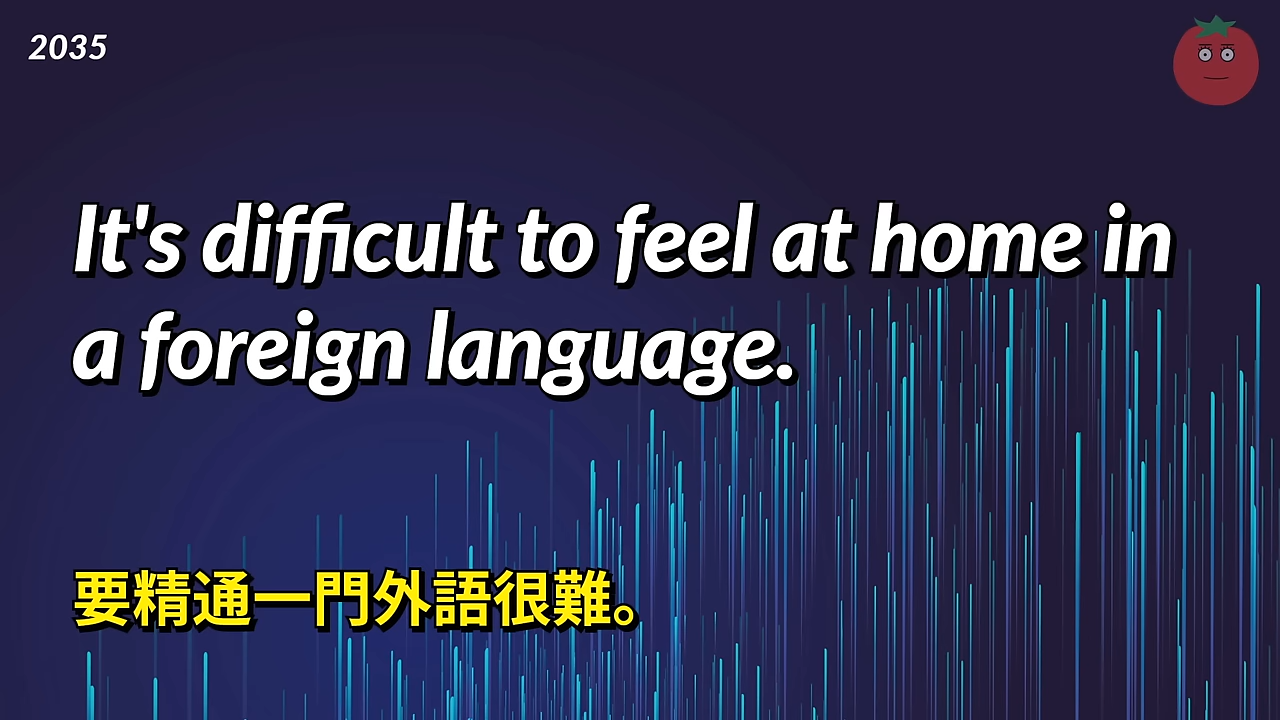 2035
It's difficult to feel at home in
a foreign language.
要精通一門外語很難。